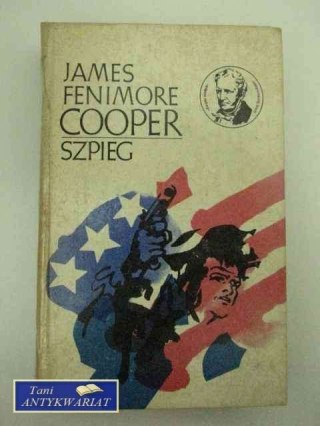 JAMES
FENIMORE
COOPER
SZPIEG
Tani
ANTYKWARIAT